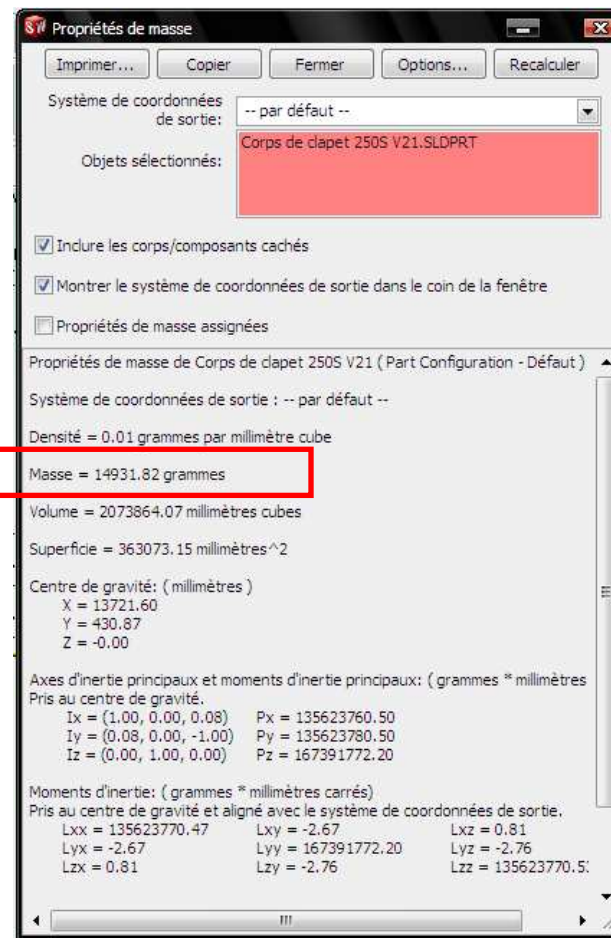 Propriétés de masse
Imprimer... Copier Fermer Options... Recalculer
Système de coordonnées
de sortie:
-- par défaut --
Objets sélectionnés:
Corps de clapet 250S V21.SLDPRT
Inclure les corps/composants cachés
Montrer le système de coordonnées de sortie dans le coin de la fenêtre
Propriétés de masse assignées
Propriétés de masse de Corps de clapet 250S V21 ( Part Configuration - Défaut )
Système de coordonnées de sortie : -- par défaut --
Densité = 0.01 grammes par millimètre cube
Masse = 14931.82 grammes
Volume = 2073864.07 millimètres cubes
Superficie = 363073.15 millimètres^2
Centre de gravité: ( millimètres )
X = 13721.60
Y = 430.87
Z = -0.00
Axes d'inertie principaux et moments d'inertie principaux: ( grammes * millimètres
Pris au centre de gravité.
Ix = (1.00, 0.00, 0.08) Px = 135623760.50
Iy = (0.08, 0.00, -1.00) Py = 135623780.50
Iz = (0.00, 1.00, 0.00) Pz = 167391772.20
Moments d'inertie: ( grammes * millimètres carrés)
Pris au centre de gravité et aligné avec le système de coordonnées de sortie.
Lxx = 135623770.47 Lxy = -2.67 Lxz = 0.81
Lyx = -2.67 Lyy = 167391772.20 Lyz = -2.76
Lzx = 0.81 Lzy = -2.76 Lzz = 135623770.5